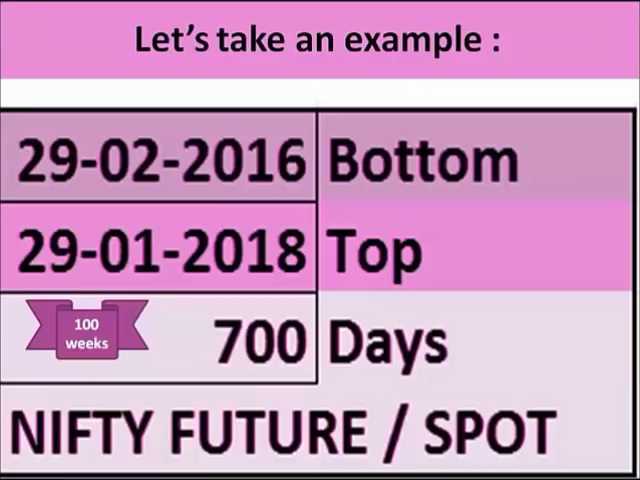 Let's take an example :
29-02-2016 Bottom
29-01-2018 Top
100
weeks
700 Days
NIFTY FUTURE / SPOT